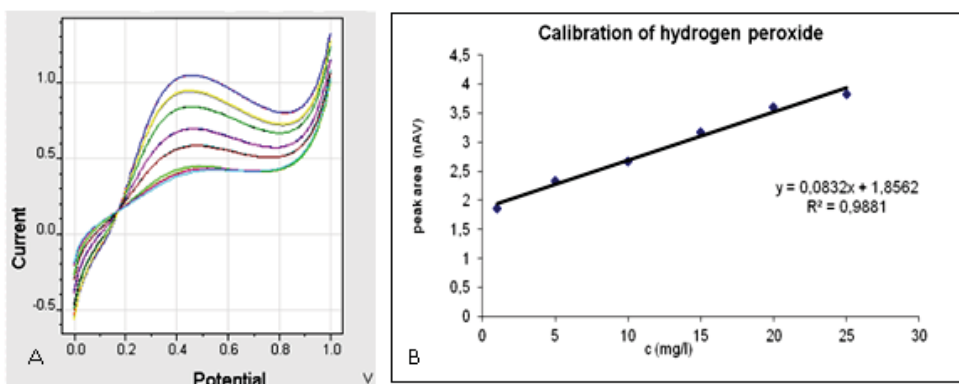 1.0
0.5
0.0
-0.5
Current
0.0 0.2 0.4 0.6 0.8 1.0
A
Potential
V
Calibration of hydrogen peroxide
4,5
4
3,5
3
2,5
2
1,5
1
0,5
0
peak area (nAV)
y = 0,0832x + 1,8562
R² = 0,9881
0 5 10 15 20 25 30
c (mg/l)
B